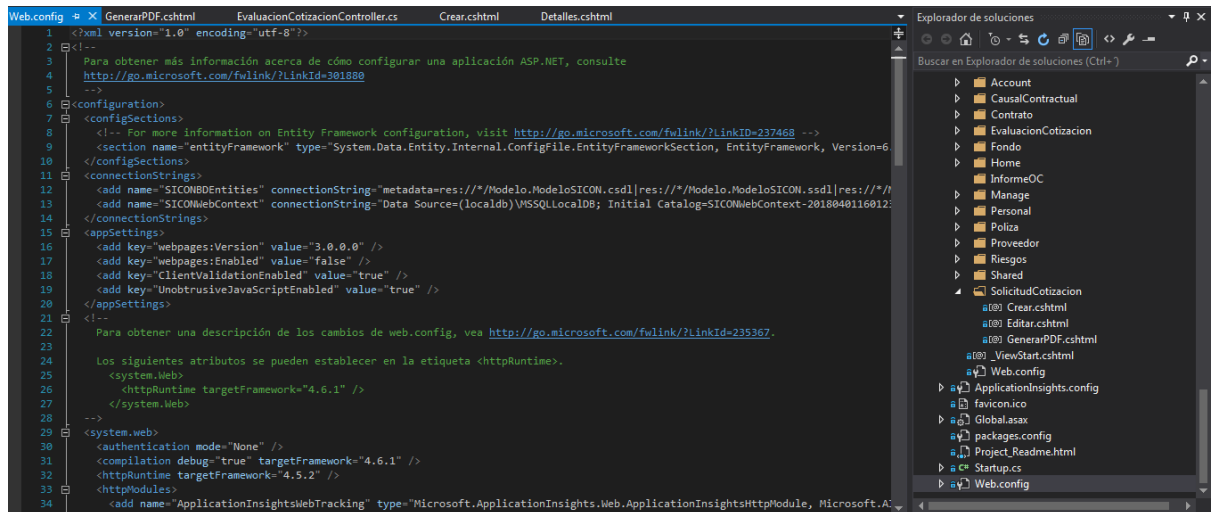 Web.config
GenerarPDF.cshtml
EvaluacionCotizacionController.cs
Crear.cshtml
Detalles.cshtml
1 <?xml version="1.0" encoding="utf-8"?>
2 <!--
3 Para obtener más información acerca de cómo configurar una aplicación ASP.NET, consulte
4 http://go.microsoft.com/fwlink/?LinkId=301880
5 -->
6 <configuration>
7 <configSections>
8 <!-- For more information on Entity Framework configuration, visit http://go.microsoft.com/fwlink/?LinkID=237468 -->
9 <section name="entityFramework" type="System.Data.Entity.Internal.ConfigFile.EntityFrameworkSection, EntityFramework, Version=6.
10 </configSections>
11 <connectionStrings>
12 <add name="SICONBDEntities" connectionString="metadata=res://*/Modelo.ModeloSICON.csdl|res://*/Modelo.ModeloSICON.ssdl|res://*/M
13 <add name="SICONWebContext" connectionString="Data Source=(localdb)\MSSQLLocalDB; Initial Catalog=SICONWebContext-2018040116012
14 </connectionStrings>
15 <appSettings>
16 <add key="webpages:Version" value="3.0.0.0" />
17 <add key="webpages:Enabled" value="false" />
18 <add key="ClientValidationEnabled" value="true" />
19 <add key="UnobtrusiveJavaScriptEnabled" value="true" />
20 </appSettings>
21 <!--
22 Para obtener una descripción de los cambios de web.config, vea http://go.microsoft.com/fwlink/?LinkId=235367.
23
24 Los siguientes atributos se pueden establecer en la etiqueta <httpRuntime>.
25 <system.Web>
26 <httpRuntime targetFramework="4.6.1" />
27 </system.Web>
28 -->
29 <system.web>
30 <authentication mode="None" />
31 <compilation debug="true" targetFramework="4.6.1" />
32 <httpRuntime targetFramework="4.5.2" />
33 <httpModules>
34 <add name="ApplicationInsightsWebTracking" type="Microsoft.ApplicationInsights.Web.ApplicationInsightsHttpModule, Microsoft.AI
Explorador de soluciones
Buscar en Explorador de soluciones (Ctrl+')
Account
CausalContractual
Contrato
EvaluacionCotizacion
Fondo
Home
InformeOC
Manage
Personal
Poliza
Proveedor
Riesgos
Shared
SolicitudCotizacion
Crear.cshtml
Editar.cshtml
GenerarPDF.cshtml
_ViewStart.cshtml
Web.config
ApplicationInsights.config
favicon.ico
Global.asax
packages.config
Project_Readme.html
C# Startup.cs
Web.config